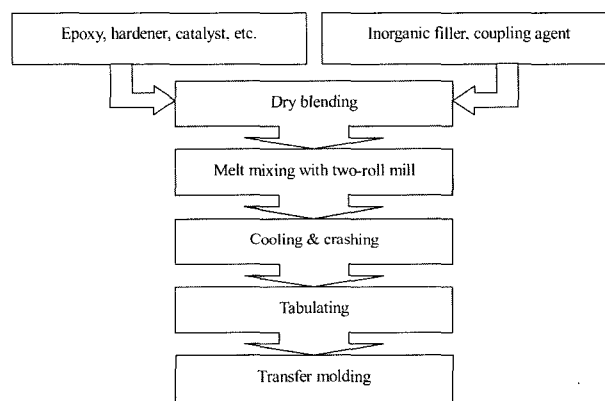 Epoxy, hardener, catalyst, etc.
Inorganic filler, coupling agent
Dry blending
Melt mixing with two-roll mill
Cooling & crashing
Tabulating
Transfer molding